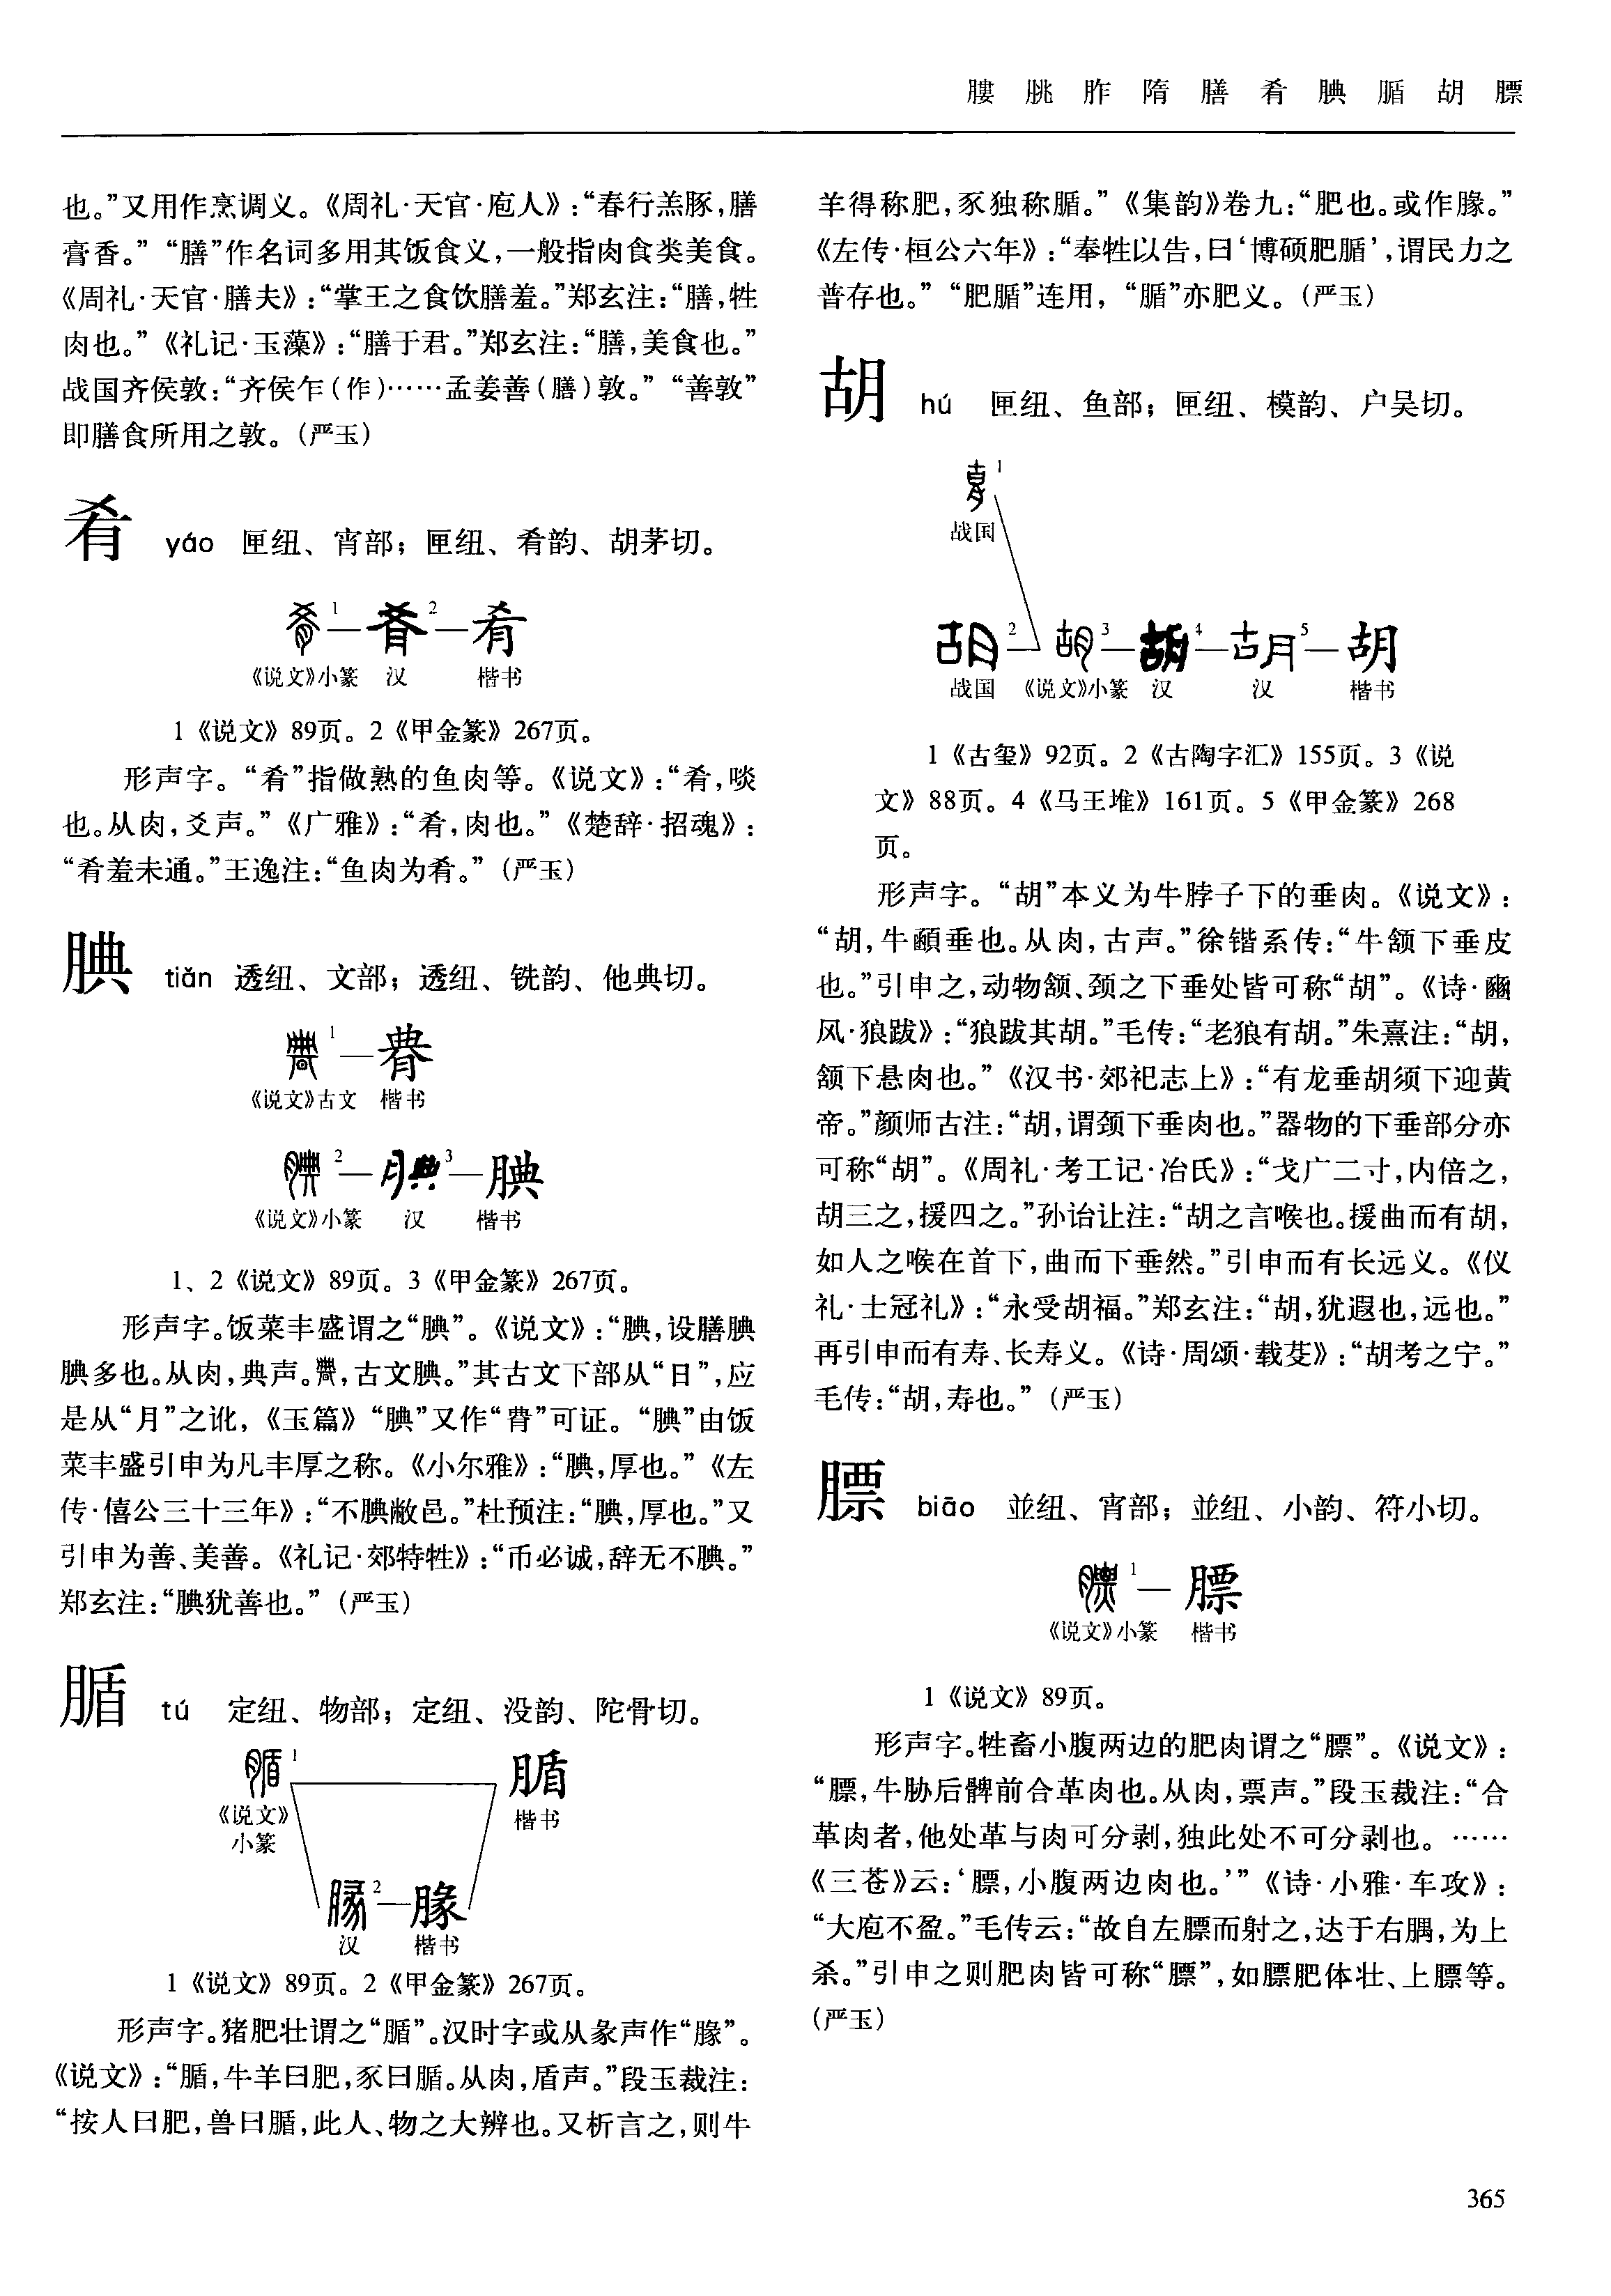 膢 朓 胙 隋 膳 肴 腆 腯 胡 膘
也。”又用作烹调义。《周礼·天官·庖人》:“春行羔豚,膳
膏香。” “膳”作名词多用其饭食义,一般指肉食类美食。
《周礼·天官·膳夫》:“掌王之食饮膳羞。”郑玄注:“膳,牲
肉也。”《礼记·玉藻》:“膳于君。”郑玄注:“膳,美食也。”
战国齐侯敦:“齐侯乍(作)……孟姜善(膳)敦。” “善敦”
即膳食所用之敦。(严玉)
肴 yáo 匣纽、宵部;匣纽、肴韵、胡茅切。
肴1—肴2—肴
《说文》小篆 汉 楷书
1《说文》89页。2《甲金篆》267页。
形声字。“肴”指做熟的鱼肉等。《说文》:“肴,啖
也。从肉,爻声。”《广雅》:“肴,肉也。”《楚辞·招魂》:
“肴羞未通。”王逸注:“鱼肉为肴。”(严玉)
腆 tiǎn 透纽、文部;透纽、铣韵、他典切。
1
《说文》古文 楷书
2—3—腆
《说文》小篆 汉 楷书
1、2《说文》89页。3《甲金篆》267页。
形声字。饭菜丰盛谓之“腆”。《说文》:“腆,设膳腆
腆多也。从肉,典声。,古文腆。”其古文下部从“日”,应
是从“月”之讹,《玉篇》“腆”又作“”可证。“腆”由饭
菜丰盛引申为凡丰厚之称。《小尔雅》:“腆,厚也。”《左
传·僖公三十三年》:“不腆敝邑。”杜预注:“腆,厚也。”又
引申为善、美善。《礼记·郊特牲》:“币必诚,辞无不腆。”
郑玄注:“腆犹善也。”(严玉)
腯 tú 定纽、物部;定纽、没韵、陀骨切。
腯1 腯
《说文》 楷书
小篆
腞2—腞
汉 楷书
1《说文》89页。2《甲金篆》267页。
形声字。猪肥壮谓之“腯”。汉时字或从彖声作“腞”。
《说文》:“腯,牛羊曰肥,豕曰腯。从肉,盾声。”段玉裁注:
“按人曰肥,兽曰腯,此人、物之大辨也。又析言之,则牛
羊得称肥,豕独称腯。”《集韵》卷九:“肥也。或作腞。”
《左传·桓公六年》:“奉牲以告,曰‘博硕肥腯’,谓民力之
普存也。” “肥腯”连用,“腯”亦肥义。(严玉)
胡 hú 匣纽、鱼部;匣纽、模韵、户吴切。
胡1
战国
胡2 胡3—胡4—胡5—胡
战国 《说文》小篆 汉 汉 楷书
1《古玺》92页。2《古陶字汇》155页。3《说
文》88页。4《马王堆》161页。5《甲金篆》268
页。
形声字。“胡”本义为牛脖子下的垂肉。《说文》:
“胡,牛顄垂也。从肉,古声。”徐锴系传:“牛颔下垂皮
也。”引申之,动物颔、颈之下垂处皆可称“胡”。《诗·豳
风·狼跋》:“狼跋其胡。”毛传:“老狼有胡。”朱熹注:“胡,
颔下悬肉也。”《汉书·郊祀志上》:“有龙垂胡须下迎黄
帝。”颜师古注:“胡,谓颈下垂肉也。”器物的下垂部分亦
可称“胡”。《周礼·考工记·冶氏》:“戈广二寸,内倍之,
胡三之,援四之。”孙诒让注:“胡之言喉也。援曲而有胡,
如人之喉在首下,曲而下垂然。”引申而有长远义。《仪
礼·士冠礼》:“永受胡福。”郑玄注:“胡,犹遐也,远也。”
再引申而有寿、长寿义。《诗·周颂·载芟》:“胡考之宁。”
毛传:“胡,寿也。”(严玉)
膘 biāo 並纽、宵部;並纽、小韵、符小切。
膘1—膘
《说文》小篆 楷书
1《说文》89页。
形声字。牲畜小腹两边的肥肉谓之“膘”。《说文》:
“膘,牛胁后髀前合革肉也。从肉,票声。”段玉裁注:“合
革肉者,他处革与肉可分剥,独此处不可分剥也。……
《三苍》云:‘膘,小腹两边肉也。’”《诗·小雅·车攻》:
“大庖不盈。”毛传云:“故自左膘而射之,达于右腢,为上
杀。”引申之则肥肉皆可称“膘”,如膘肥体壮、上膘等。
(严玉)
365